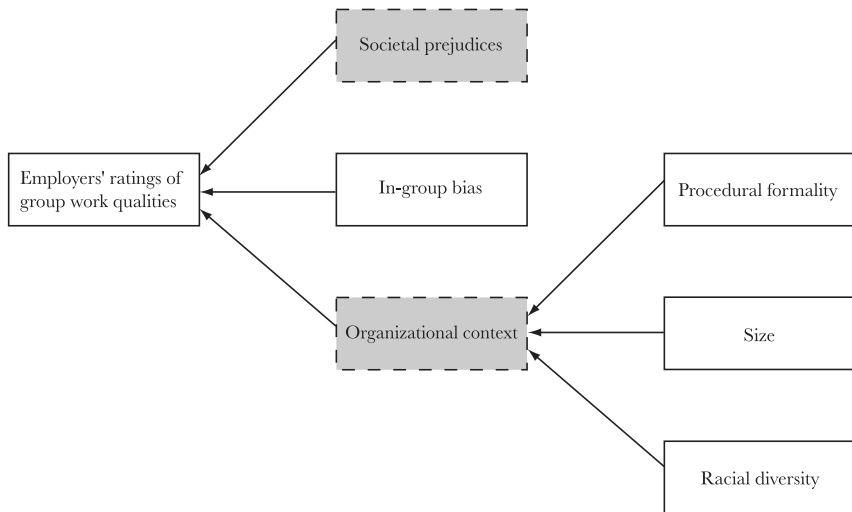 Societal prejudices
Employers' ratings of
group work qualities
In-group bias
Procedural formality
Organizational context
Size
Racial diversity